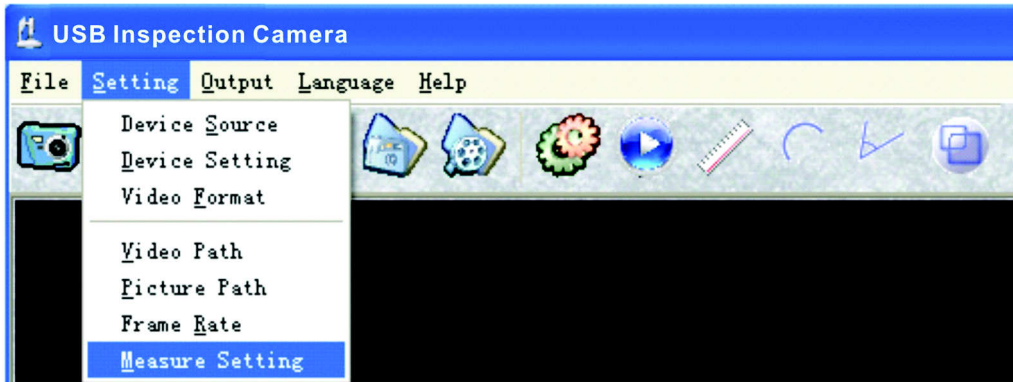 USB Inspection Camera
File Setting Output Language Help
Device Source
Device Setting
Video Format
Video Path
Picture Path
Frame Rate
Measure Setting